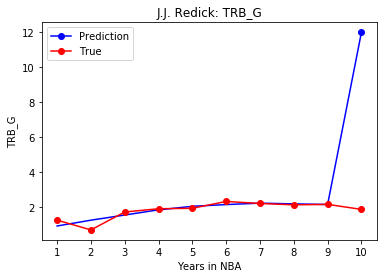 J.J. Redick: TRB_G
Prediction
True
12
10
8
6
4
2
TRB_G
1 2 3 4 5 6 7 8 9 10
Years in NBA